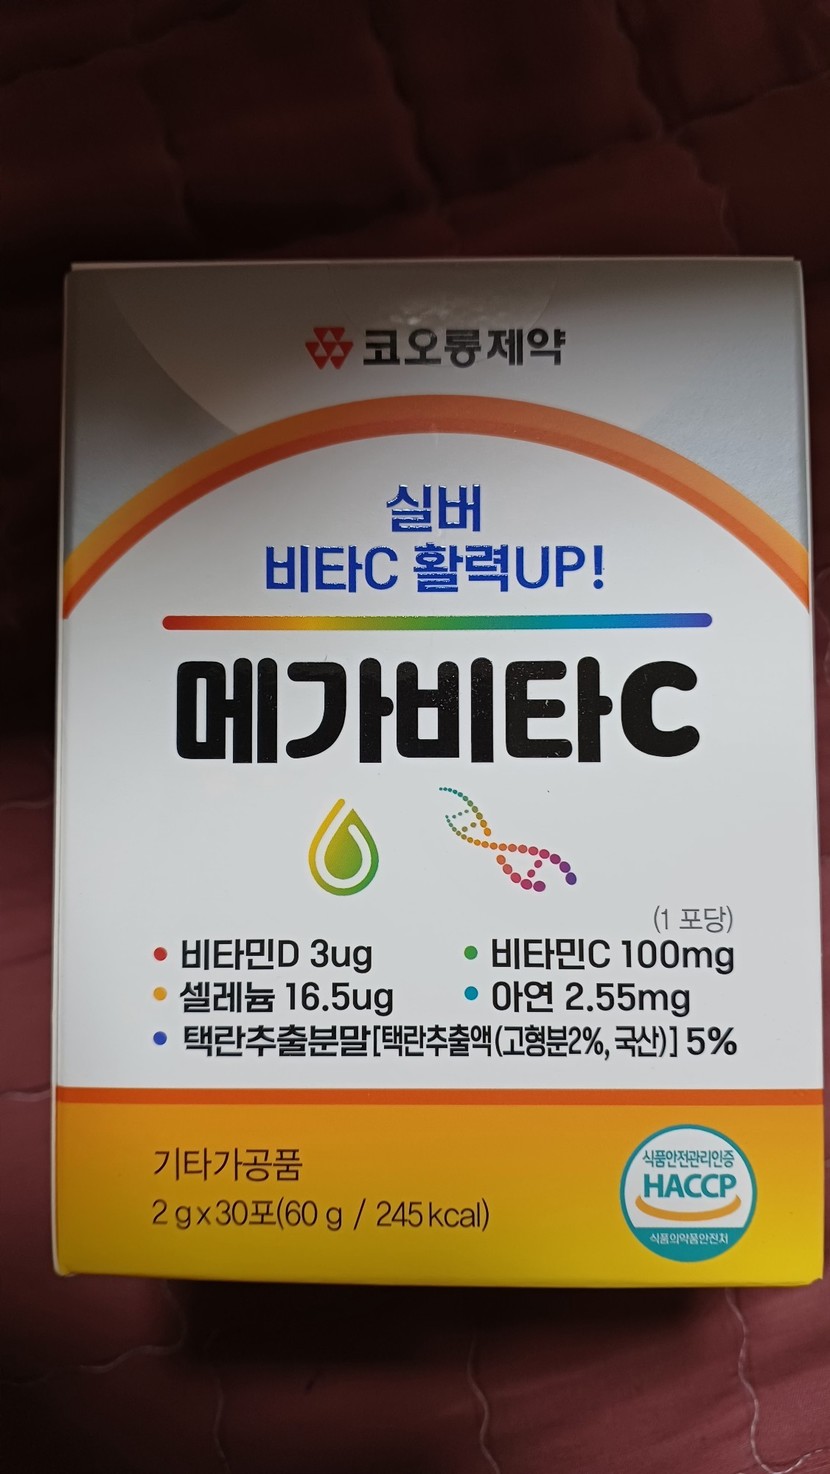 코오롱제약
실버
비타C 활력UP!
메가비타C
(1 포당)
• 비타민D 3ug • 비타민C 100mg
• 셀레늄 16.5ug • 아연 2.55mg
• 택란추출분말[택란추출액(고형분2%, 국산)] 5%
기타가공품
2 g x 30포(60 g / 245 kcal)
식품안전관리인증
HACCP
식품의약품안전처